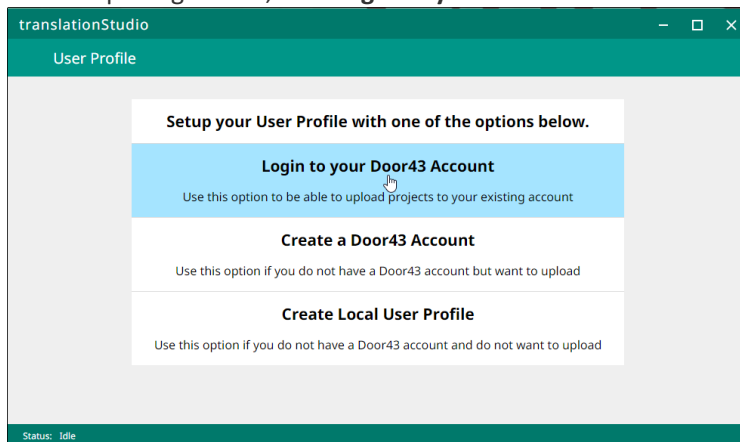 translationStudio
User Profile
Setup your User Profile with one of the options below.
Login to your Door43 Account
Use this option to be able to upload projects to your existing account
Create a Door43 Account
Use this option if you do not have a Door43 account but want to upload
Create Local User Profile
Use this option if you do not have a Door43 account and do not want to upload
Status: Idle